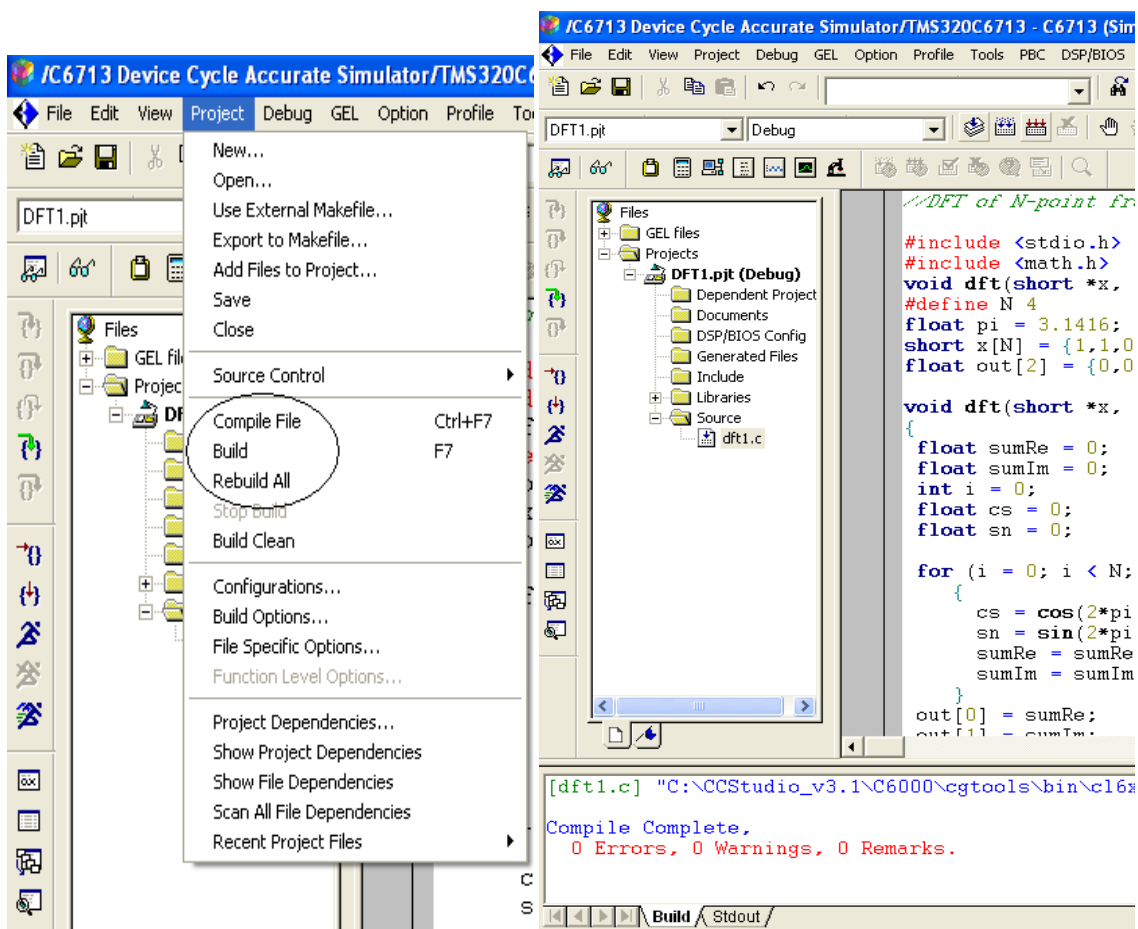 /C6713 Device Cycle Accurate Simulator/TMS320C6
File Edit View Project Debug GEL Option Profile To
New...
Open...
Use External Makefile...
Export to Makefile...
Add Files to Project...
Save
Close
Source Control
Compile File Ctrl+F7
Build F7
Rebuild All
Stop Build
Build Clean
Configurations...
Build Options...
File Specific Options...
Function Level Options...
Project Dependencies...
Show Project Dependencies
Show File Dependencies
Scan All File Dependencies
Recent Project Files
DFT1.pjt
Files
GEL file
Projec
DF
c
s
/C6713 Device Cycle Accurate Simulator/TMS320C6713 - C6713 (Sim
File Edit View Project Debug GEL Option Profile Tools PBC DSP/BIOS
DFT1.pjt Debug
Files
GEL files
Projects
DFT1.pjt (Debug)
Dependent Project
Documents
DSP/BIOS Config
Generated Files
Include
Libraries
Source
dft1.c
//DFT of N-point fr
#include <stdio.h>
#include <math.h>
void dft(short *x,
#define N 4
float pi = 3.1416;
short x[N] = {1,1,0
float out[2] = {0,0
void dft(short *x,
{
float sumRe = 0;
float sumIm = 0;
int i = 0;
float cs = 0;
float sn = 0;
for (i = 0; i < N;
{
cs = cos(2*pi
sn = sin(2*pi
sumRe = sumRe
sumIm = sumIm
}
out[0] = sumRe;
out[1] = sumIm;
[dft1.c] "C:\CCStudio_v3.1\C6000\cgtools\bin\cl6x
Compile Complete,
0 Errors, 0 Warnings, 0 Remarks.
Build Stdout